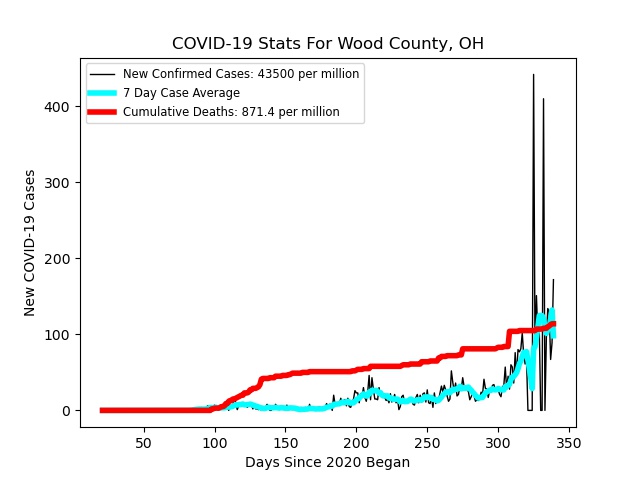 COVID-19 Stats For Wood County, OH
New Confirmed Cases: 43500 per million
7 Day Case Average
Cumulative Deaths: 871.4 per million
New COVID-19 Cases
400
300
200
100
0
50
100
150
200
250
300
350
Days Since 2020 Began